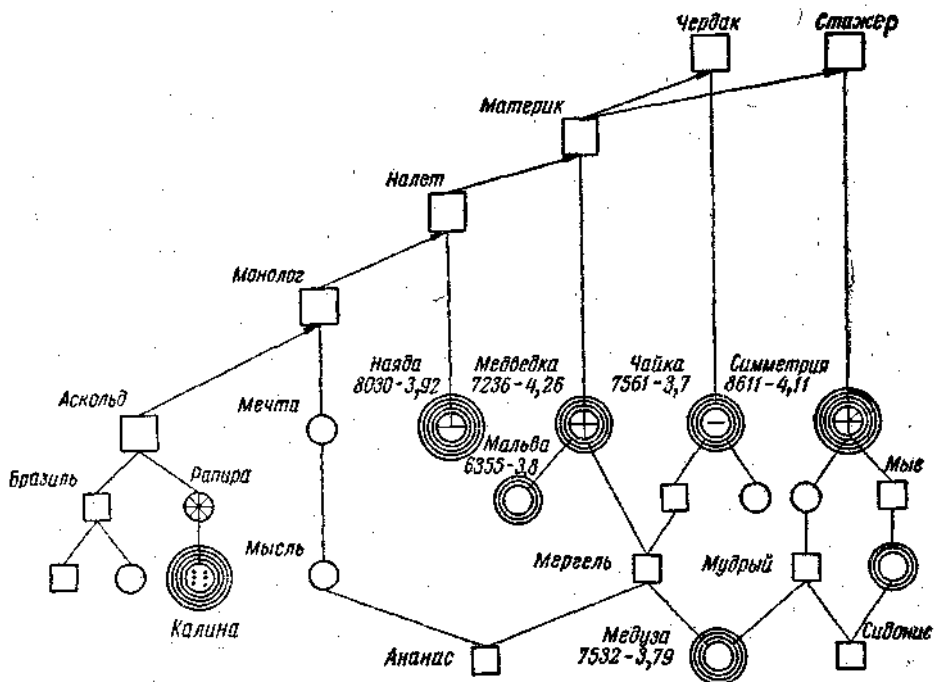 Чердак
Стажер
Материк
Налет
Монолог
Наяда
8030-3,92
Медведка
7236-4,26
Чайка
7561-3,7
Симметрия
8611-4,11
Аскольд
Мечта
Мальва
6355-3,8
Мыв
Бразиль
Рапира
Мысль
Мергель
Мудрый
Калина
Ананас
Медуза
7532-3,79
Сидонис